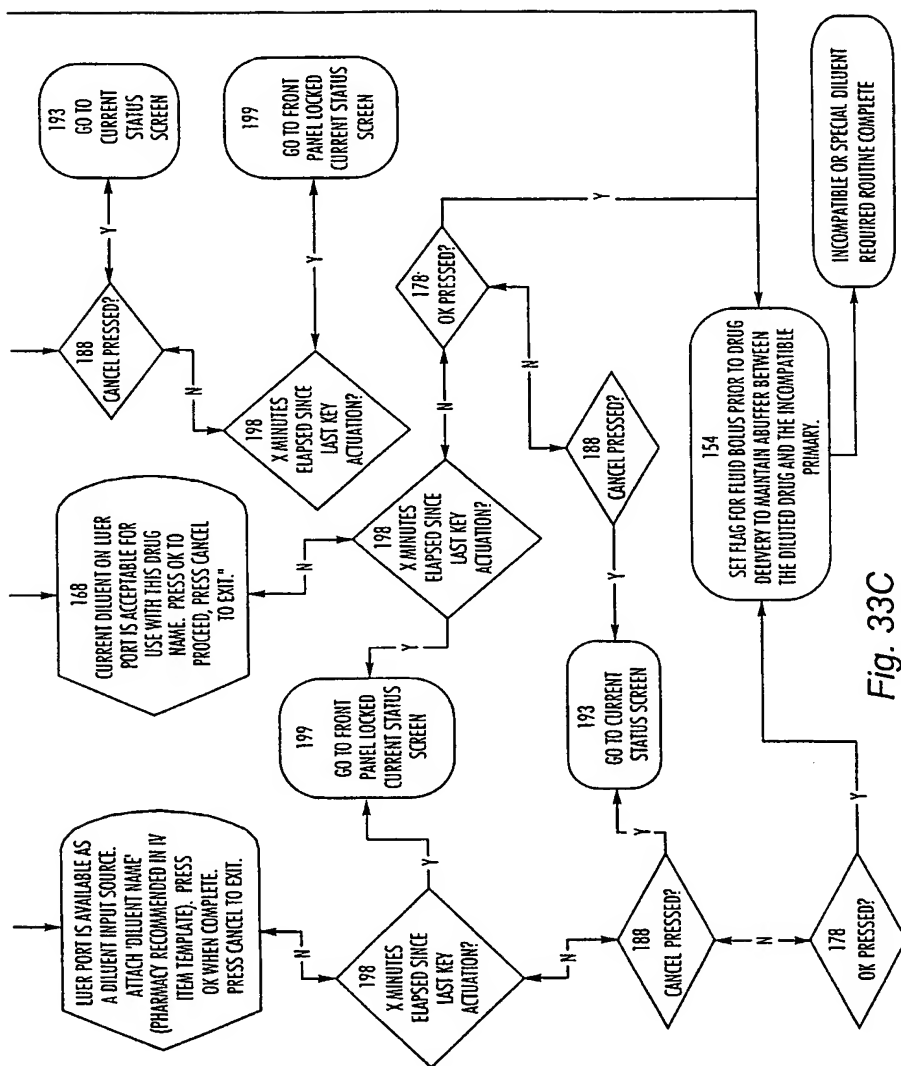 193
GO TO
CURRENT
STATUS
SCREEN
188
CANCEL PRESSED?
Y
N
199
GO TO FRONT
PANEL LOCKED
CURRENT STATUS
SCREEN
Y
198
X MINUTES
ELAPSED SINCE
LAST KEY
ACTUATION?
168
CURRENT DILUENT ON LUER
PORT IS ACCEPTABLE FOR
USE WITH THIS DRUG
NAME. PRESS OK TO
PROCEED, PRESS CANCEL
TO EXIT."
N
198
X MINUTES
ELAPSED SINCE
LAST KEY
ACTUATION?
N
178
OK PRESSED?
Y
N
Y
199
GO TO FRONT
PANEL LOCKED
CURRENT STATUS
SCREEN
188
CANCEL PRESSED?
Y
193
GO TO CURRENT
STATUS SCREEN
LUER PORT IS AVAILABLE AS
A DILUENT INPUT SOURCE.
ATTACH "DILUENT NAME'
(PHARMACY RECOMMENDED IN IV
ITEM TEMPLATE). PRESS
OK WHEN COMPLETE.
PRESS CANCEL TO EXIT.
N
198
X MINUTES
ELAPSED SINCE
LAST KEY
ACTUATION?
Y
N
188
CANCEL PRESSED?
Y
N
178
OK PRESSED?
Y
154
SET FLAG FOR FLUID BOLUS PRIOR TO DRUG
DELIVERY TO MAINTAIN ABUFFER BETWEEN
THE DILUTED DRUG AND THE INCOMPATIBLE
PRIMARY.
INCOMPATIBLE OR SPECIAL DILUENT
REQUIRED ROUTINE COMPLETE
Fig. 33C